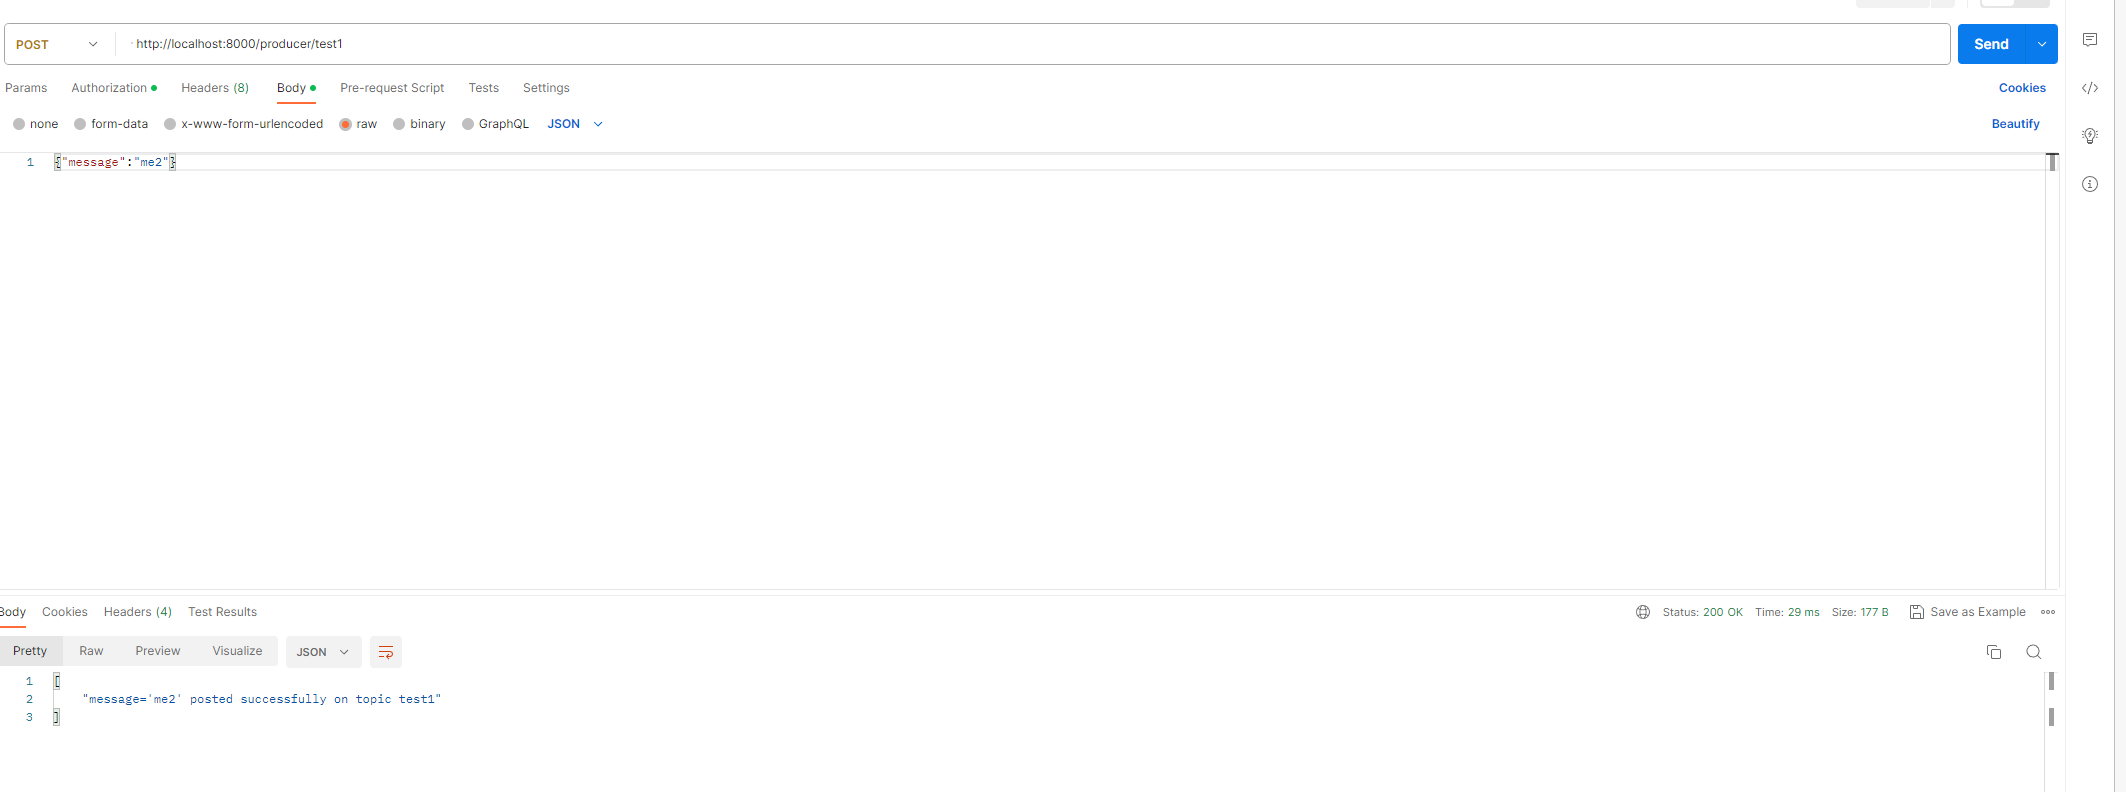 POST http://localhost:8000/producer/test1 Send
Params Authorization Headers (8) Body Pre-request Script Tests Settings Cookies
none form-data x-www-form-urlencoded raw binary GraphQL JSON Beautify
1 {"message":"me2"}
Body Cookies Headers (4) Test Results Status: 200 OK Time: 29 ms Size: 177 B Save as Example
Pretty Raw Preview Visualize JSON
1 [
2 "message='me2' posted successfully on topic test1"
3 ]